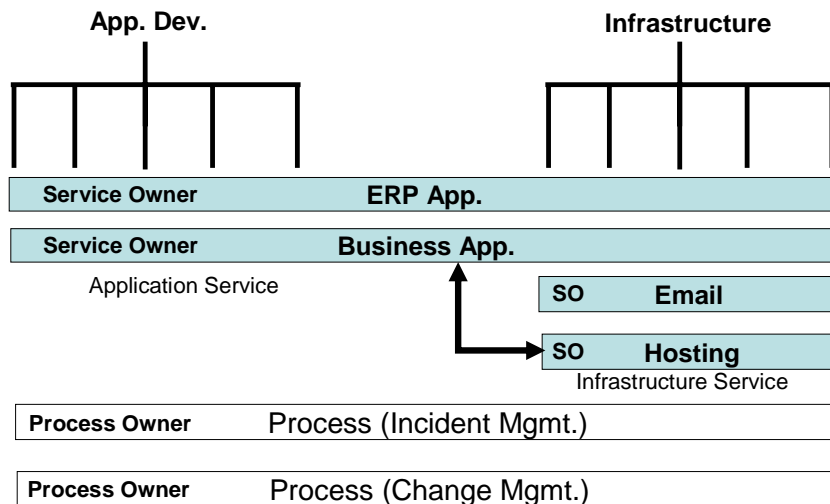 App. Dev. Infrastructure
Service Owner ERP App.
Service Owner Business App.
Application Service
SO Email
SO Hosting
Infrastructure Service
Process Owner Process (Incident Mgmt.)
Process Owner Process (Change Mgmt.)